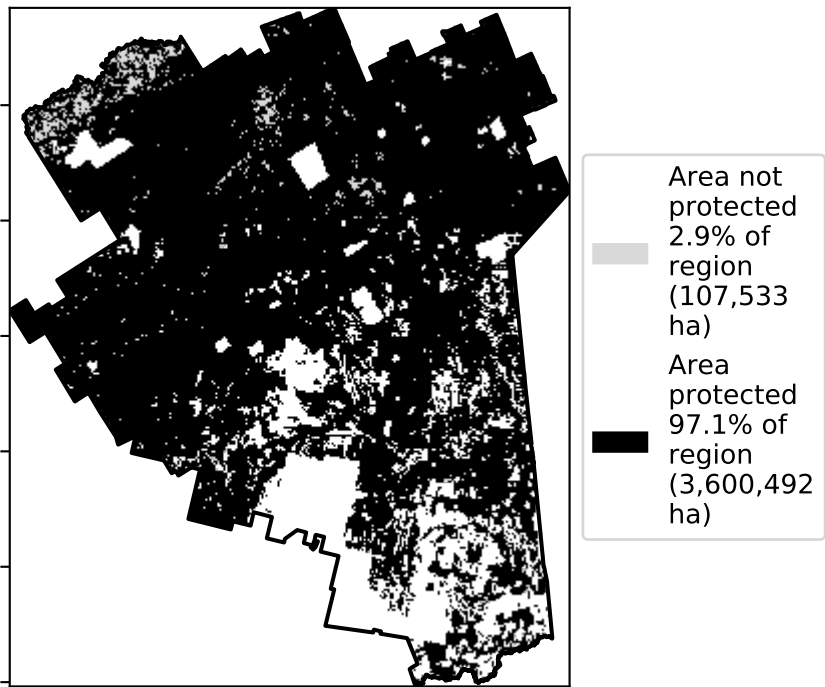 Area not
protected
2.9% of
region
(107,533
ha)
Area
protected
97.1% of
region
(3,600,492
ha)